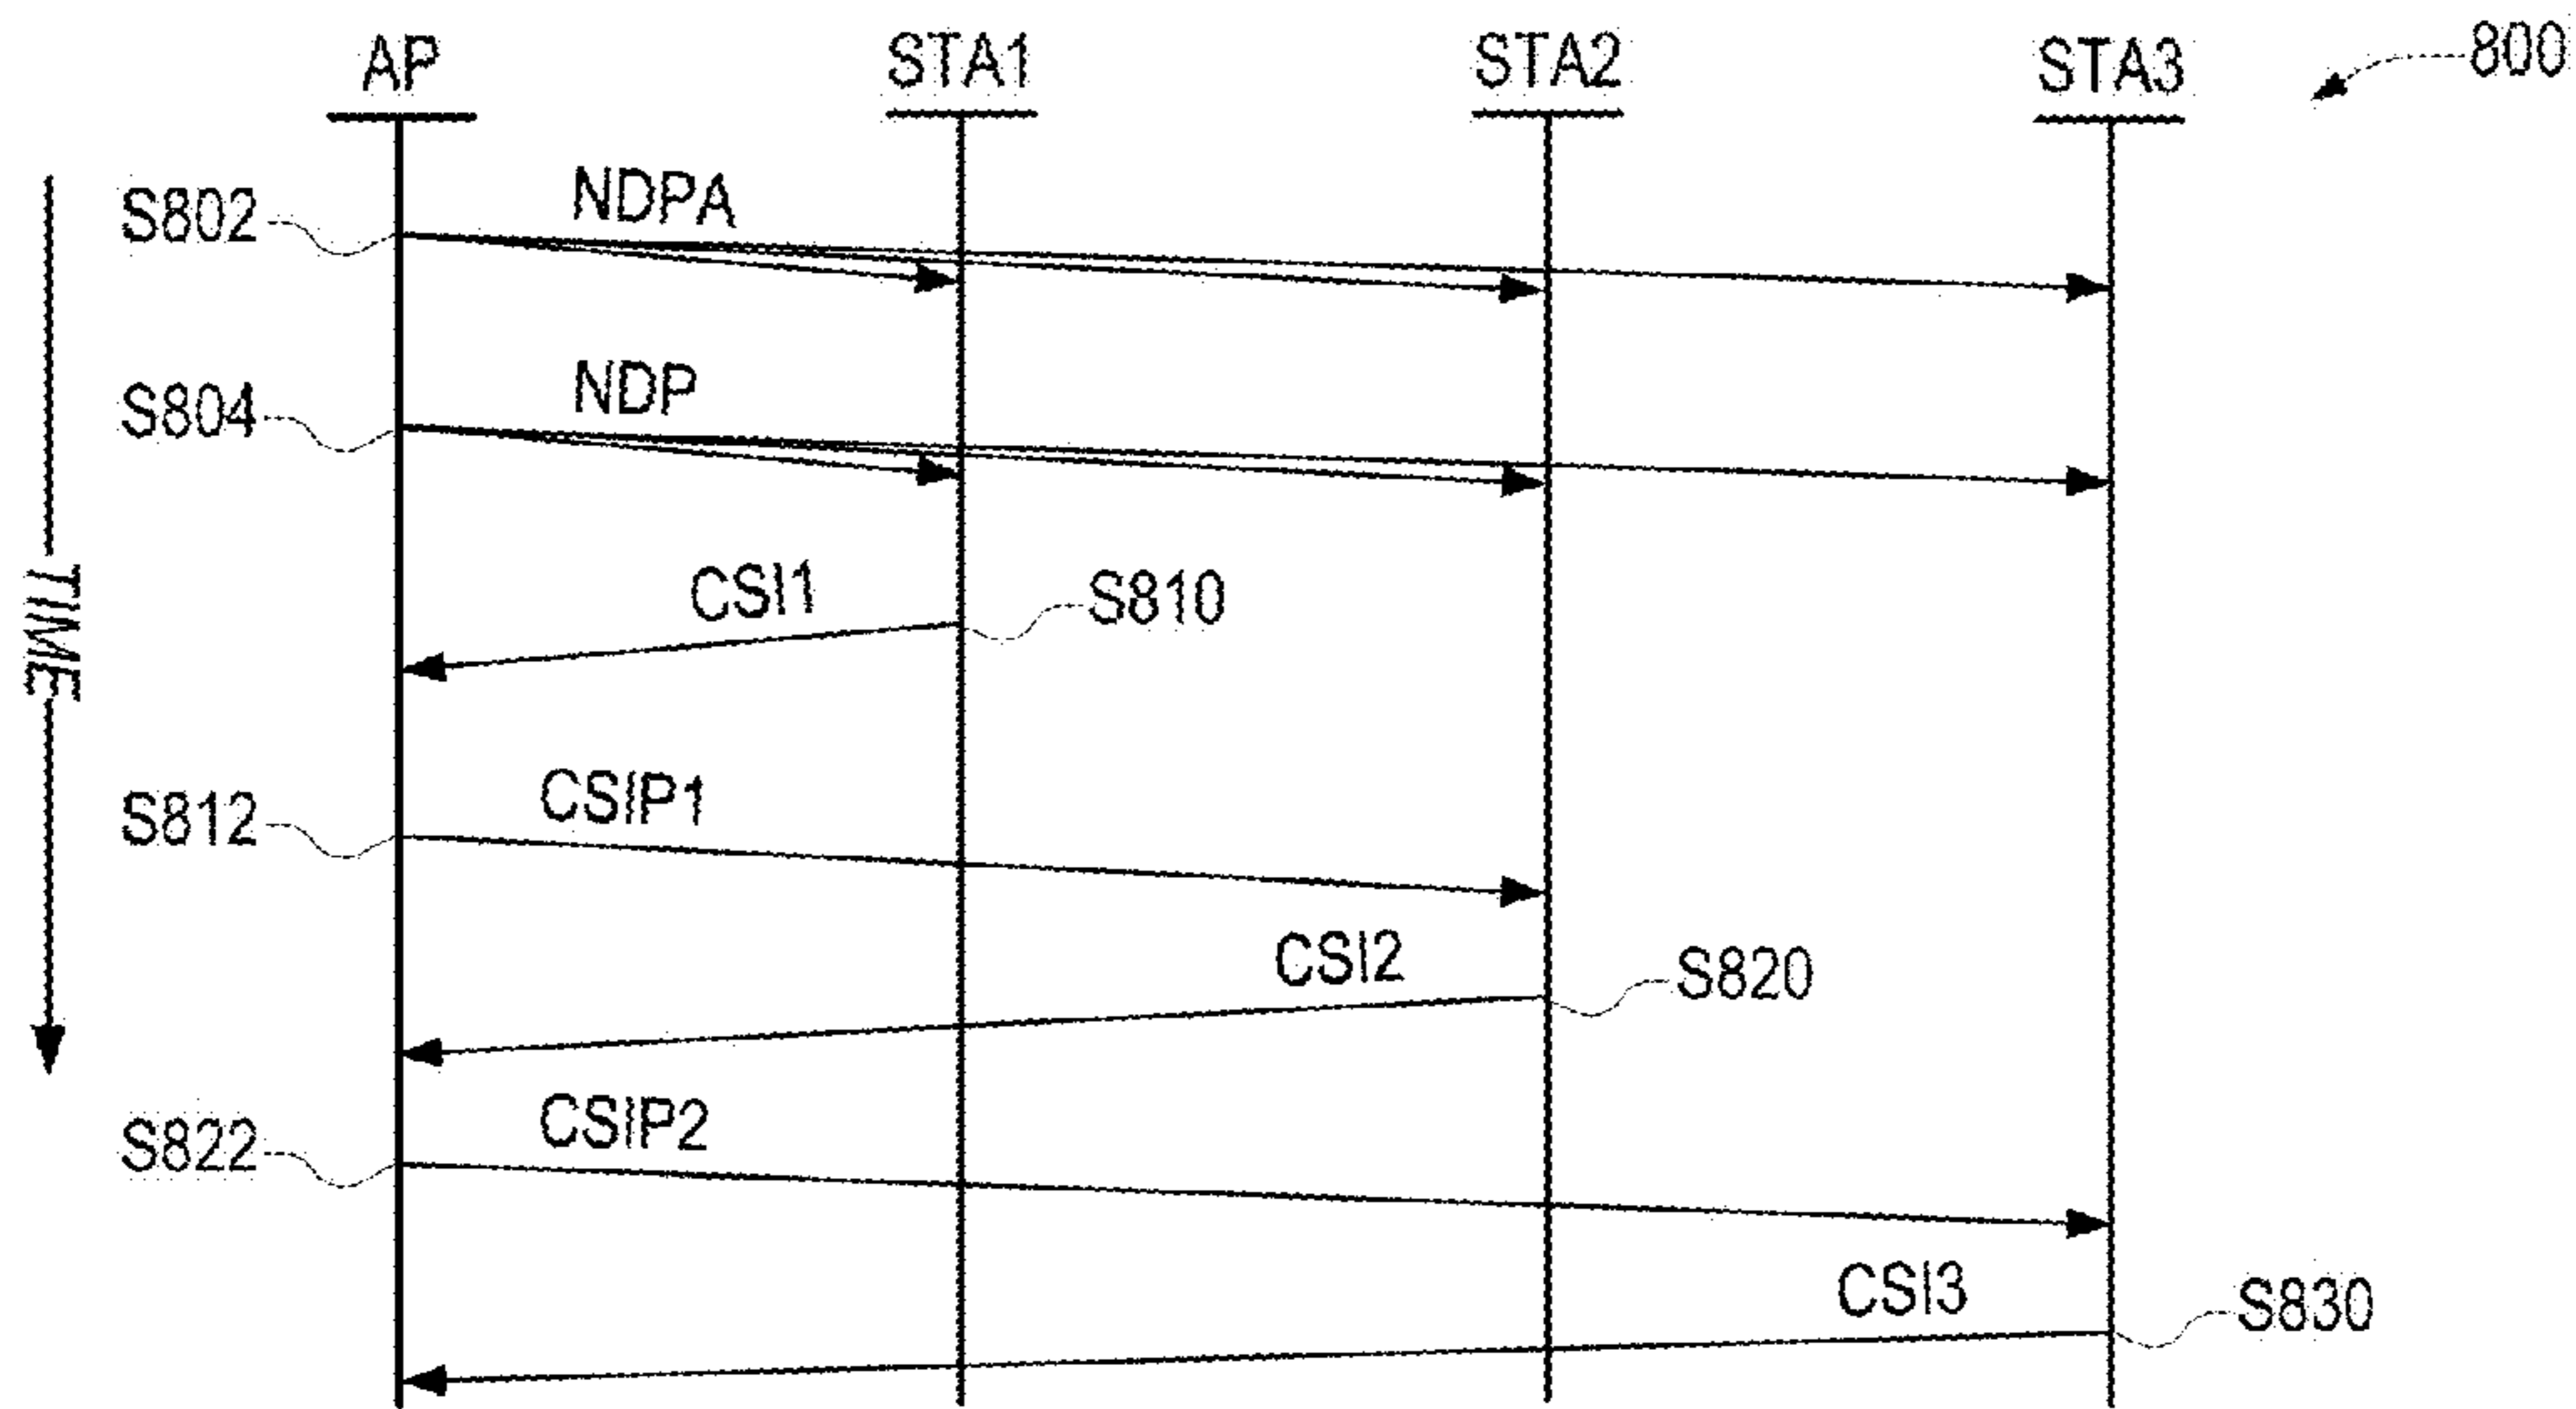 AP
STA1
STA2
STA3
800
S802
NDPA
S804
NDP
TIME
CSI1
S810
S812
CSIP1
CSI2
S820
S822
CSIP2
CSI3
S830